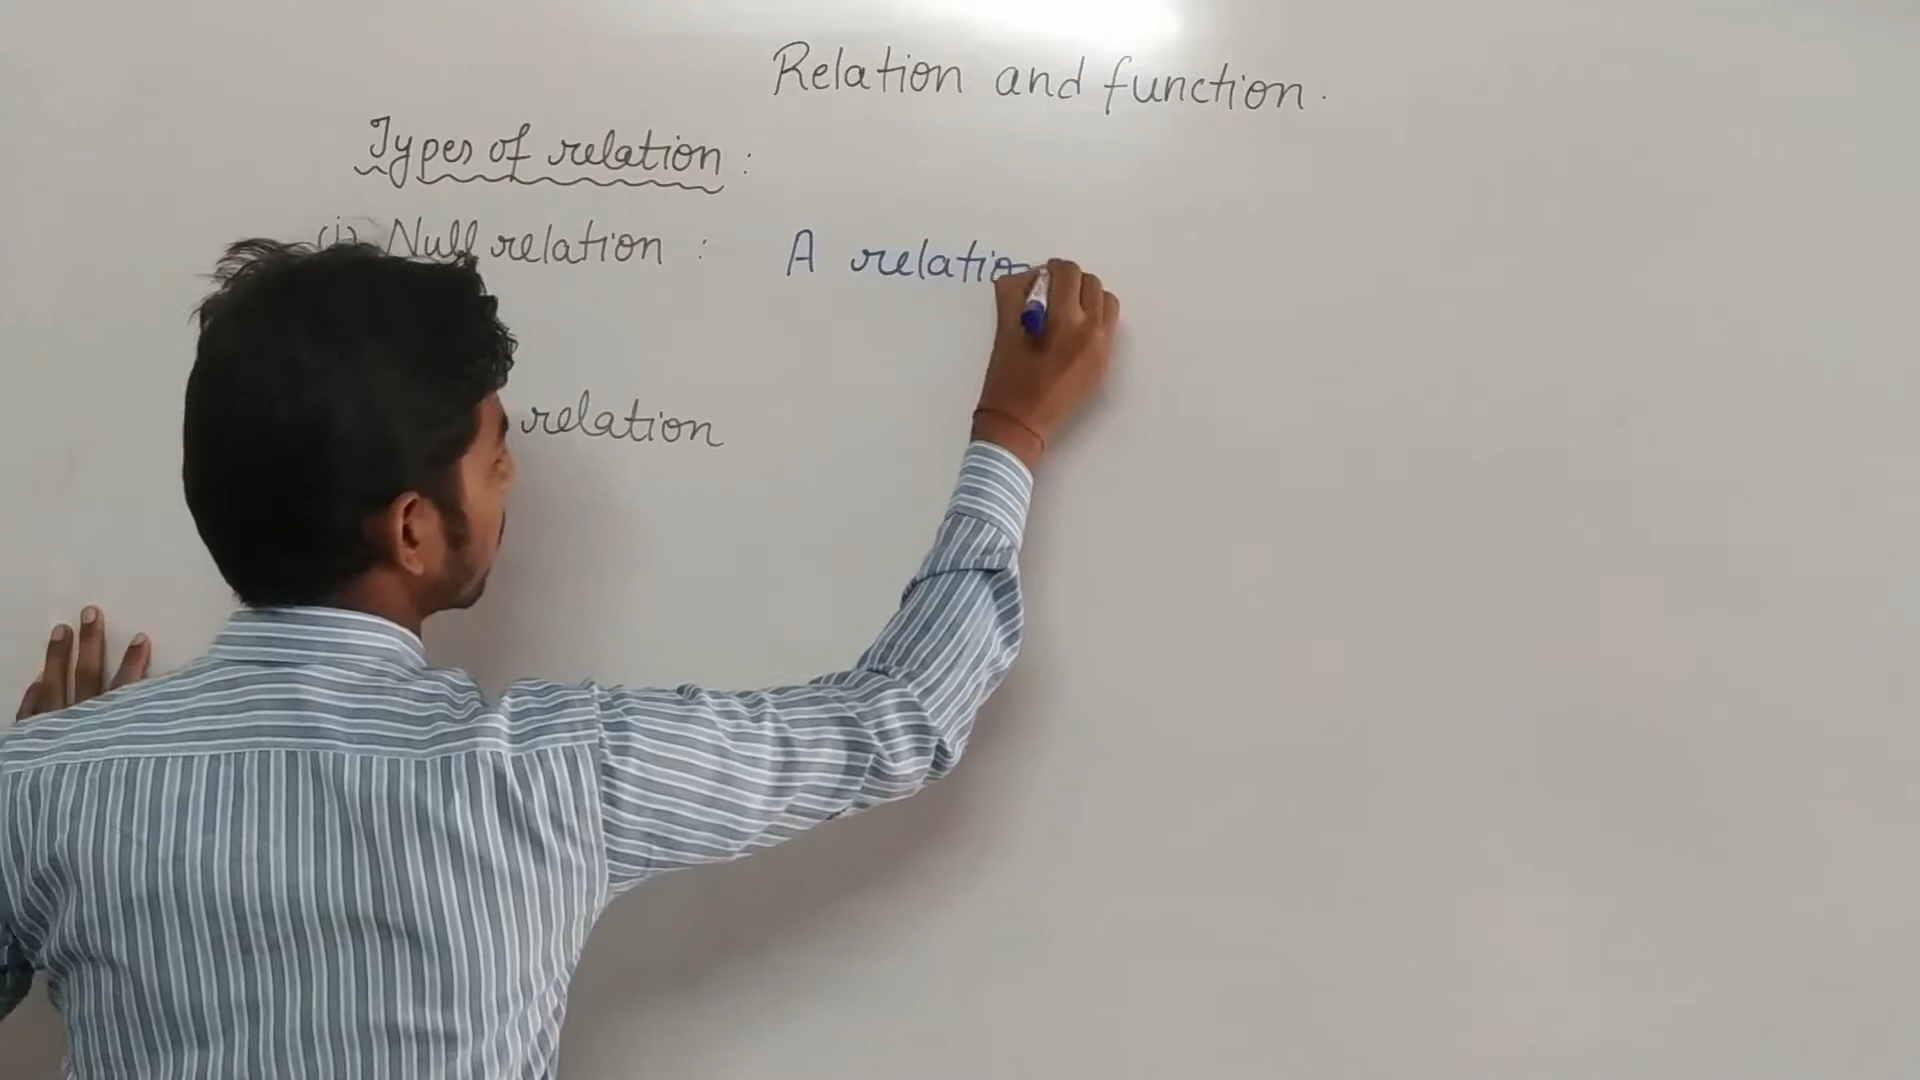 Relation and function.
Types of relation :
(i) Null relation : A relatio
relation